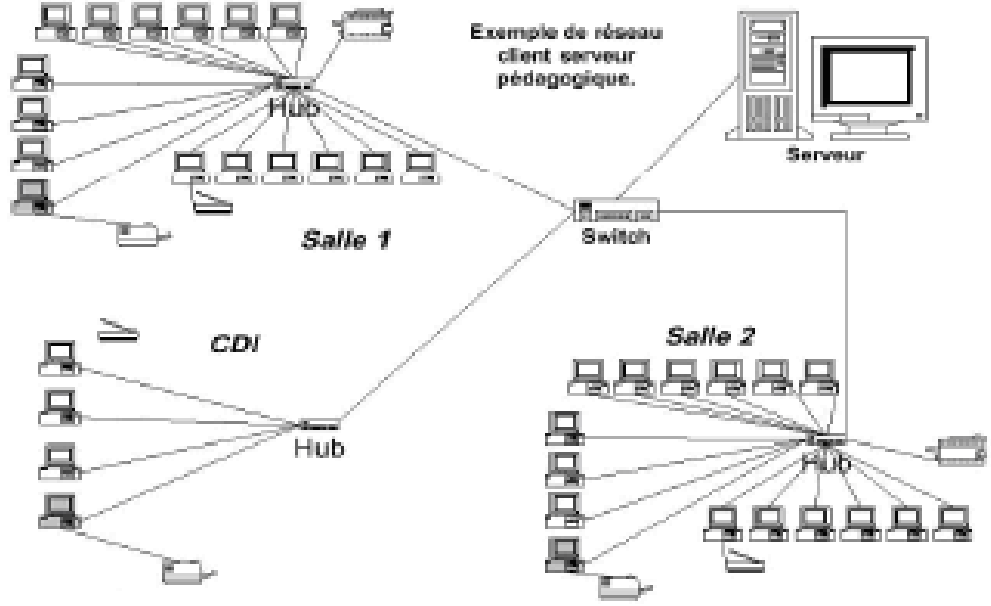 Exemple de réseau
client serveur
pédagogique.
Hub
Serveur
Salle 1
Switch
CDI
Salle 2
Hub
Hub